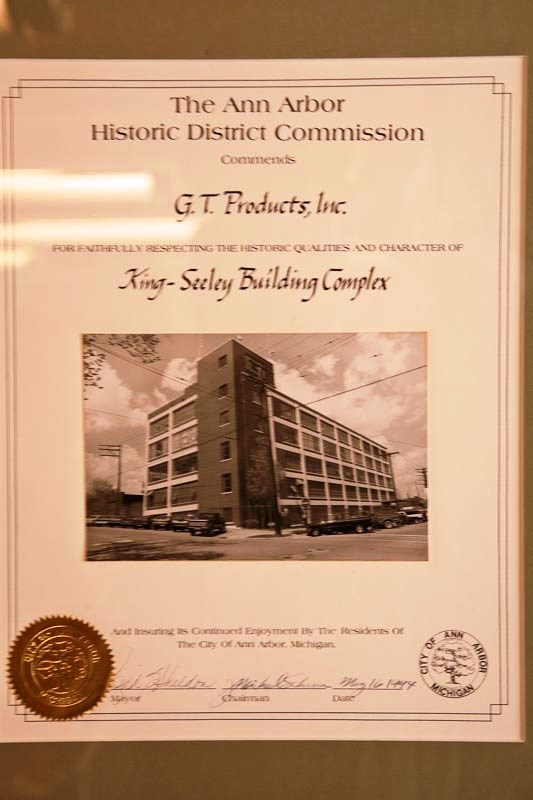 The Ann Arbor
Historic District Commission
Commends
G.T. Products, Inc.
FOR FAITHFULLY RESPECTING THE HISTORIC QUALITIES AND CHARACTER OF
King-Seeley Building Complex
And Insuring Its Continued Enjoyment By The Residents Of
The City Of Ann Arbor, Michigan.
May 16 1994
Mayor Chairman Date
CITY OF ANN ARBOR
MICHIGAN